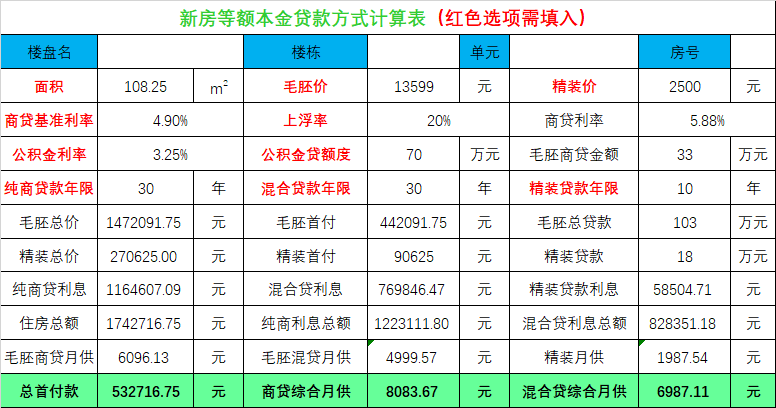 新房等额本金贷款方式计算表（红色选项需填入）
楼盘名 楼栋 单元 房号
面积 108.25 ㎡ 毛胚价 13599 元 精装价 2500 元
商贷基准利率 4.90% 上浮率 20% 商贷利率 5.88%
公积金利率 3.25% 公积金贷额度 70 万元 毛胚商贷金额 33 万元
纯商贷款年限 30 年 混合贷款年限 30 年 精装贷款年限 10 年
毛胚总价 1472091.75 元 毛胚首付 442091.75 元 毛胚总贷款 103 万元
精装总价 270625.00 元 精装首付 90625 元 精装贷款 18 万元
纯商贷利息 1164607.09 元 混合贷利息 769846.47 元 精装贷款利息 58504.71 元
住房总额 1742716.75 元 纯商利息总额 1223111.80 元 混合贷利息总额 828351.18 元
毛胚商贷月供 6096.13 元 毛胚混贷月供 4999.57 元 精装月供 1987.54 元
总首付款 532716.75 元 商贷综合月供 8083.67 元 混合贷综合月供 6987.11 元